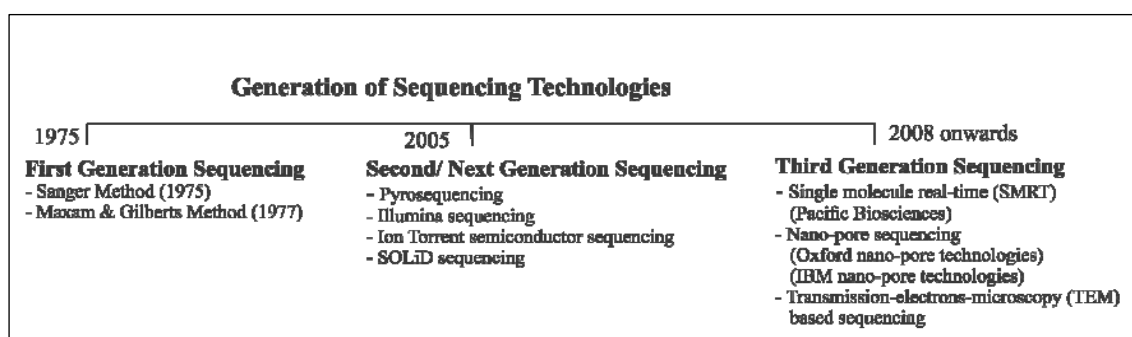 Generation of Sequencing Technologies
1975
2005
2008 onwards
First Generation Sequencing
- Sanger Method (1975)
- Maxam & Gilberts Method (1977)
Second/ Next Generation Sequencing
- Pyrosequencing
- Illumina sequencing
- Ion Torrent semiconductor sequencing
- SOLiD sequencing
Third Generation Sequencing
- Single molecule real-time (SMRT)
(Pacific Biosciences)
- Nano-pore sequencing
(Oxford nano-pore technologies)
(IBM nano-pore technologies)
- Transmission-electrons-microscopy (TEM)
based sequencing